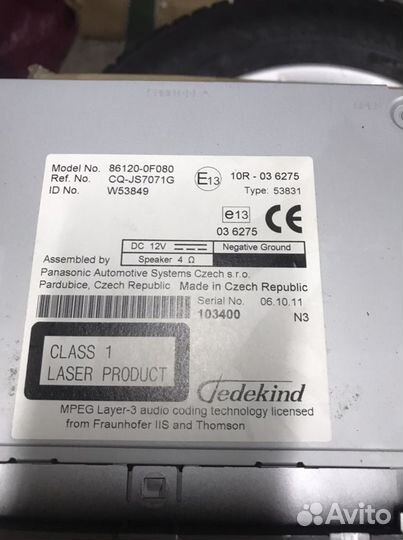 Model No. 86120-0F080
Ref. No. CQ-JS7071G
ID No. W53849
E13 10R - 03 6275
Type: 53831
e13
03 6275
CE
DC 12V Negative Ground
Speaker 4 Ω
Assembled by
Panasonic Automotive Systems Czech s.r.o.
Pardubice, Czech Republic Made in Czech Republic
Serial No. 06.10.11
103400 N3
CLASS 1
LASER PRODUCT
Jedekind
MPEG Layer-3 audio coding technology licensed
from Fraunhofer IIS and Thomson
Avito